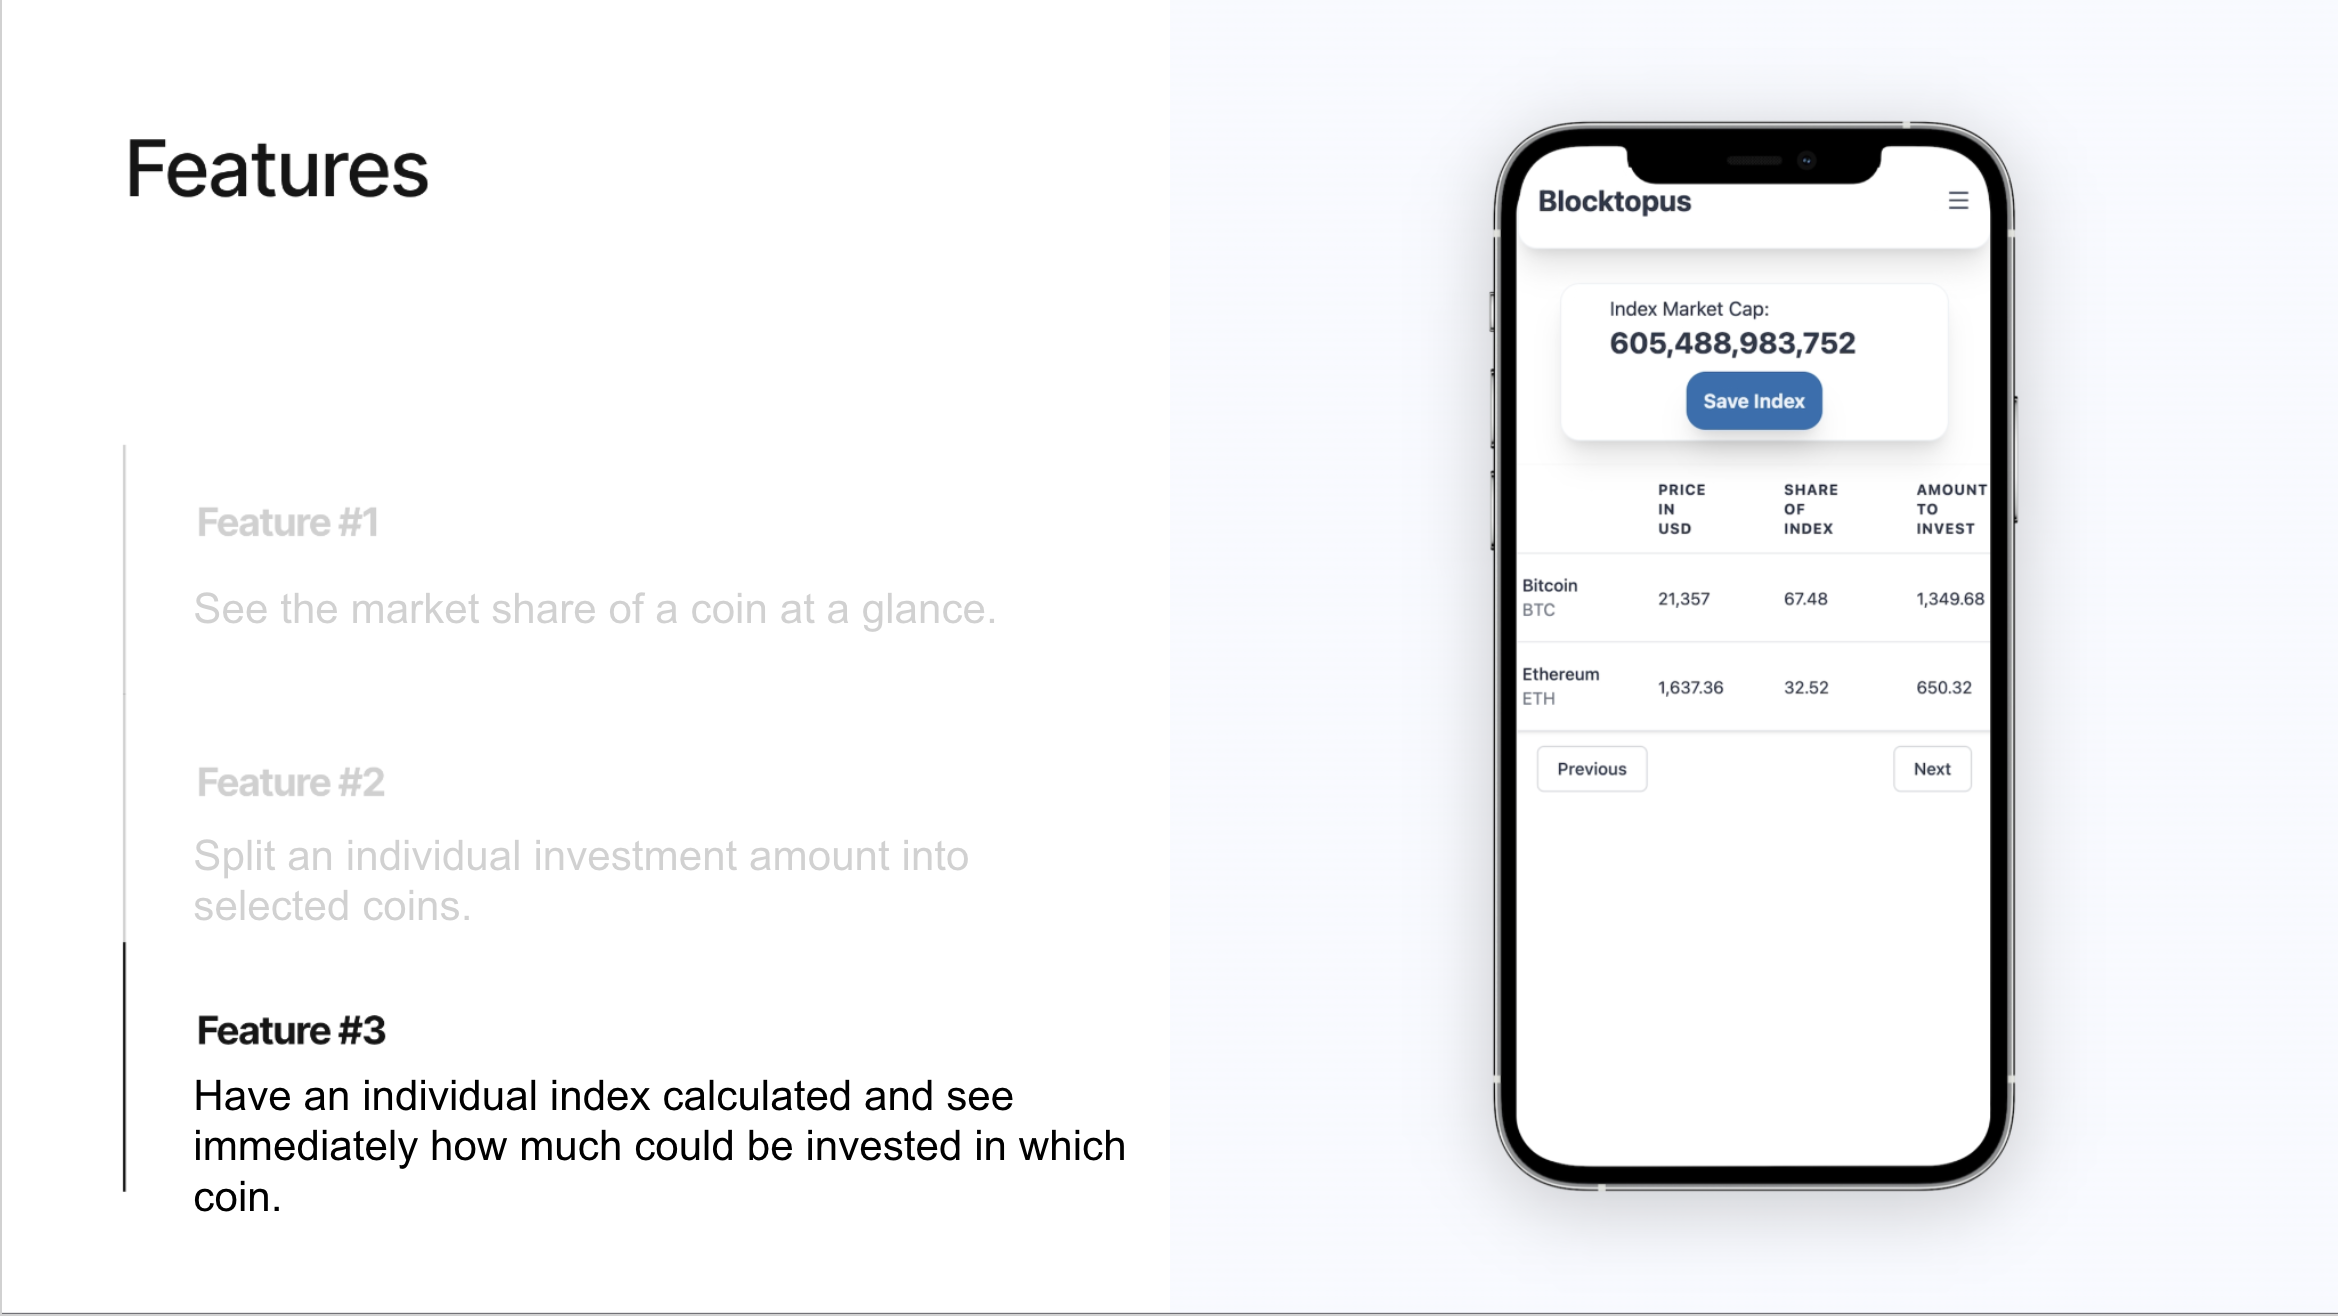 Features
Feature #1
See the market share of a coin at a glance.
Feature #2
Split an individual investment amount into
selected coins.
Feature #3
Have an individual index calculated and see
immediately how much could be invested in which
coin.
Blocktopus
Index Market Cap:
605,488,983,752
Save Index
PRICE IN USD SHARE OF INDEX AMOUNT TO INVEST
Bitcoin
BTC
21,357 67.48 1,349.68
Ethereum
ETH
1,637.36 32.52 650.32
Previous Next